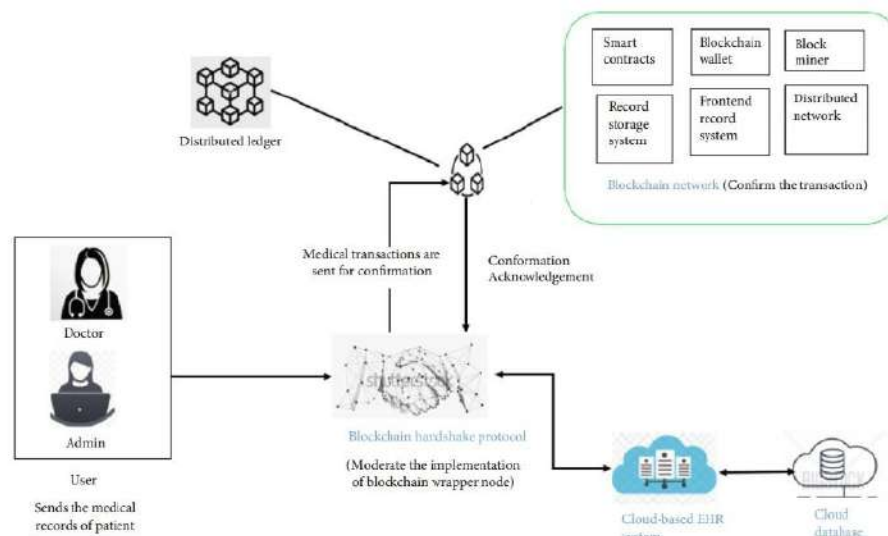 Smart
contracts
Blockchain
wallet
Block
miner
Record
storage
system
Frontend
record
system
Distributed
network
Blockchain network (Confirm the transaction)
Distributed ledger
Medical transactions are
sent for confirmation
Conformation
Acknowledgement
Doctor
Admin
User
Sends the medical
records of patient
shutterstock
Blockchain handshake protocol
(Moderate the implementation
of blockchain wrapper node)
Cloud-based EHR
system
Cloud
database